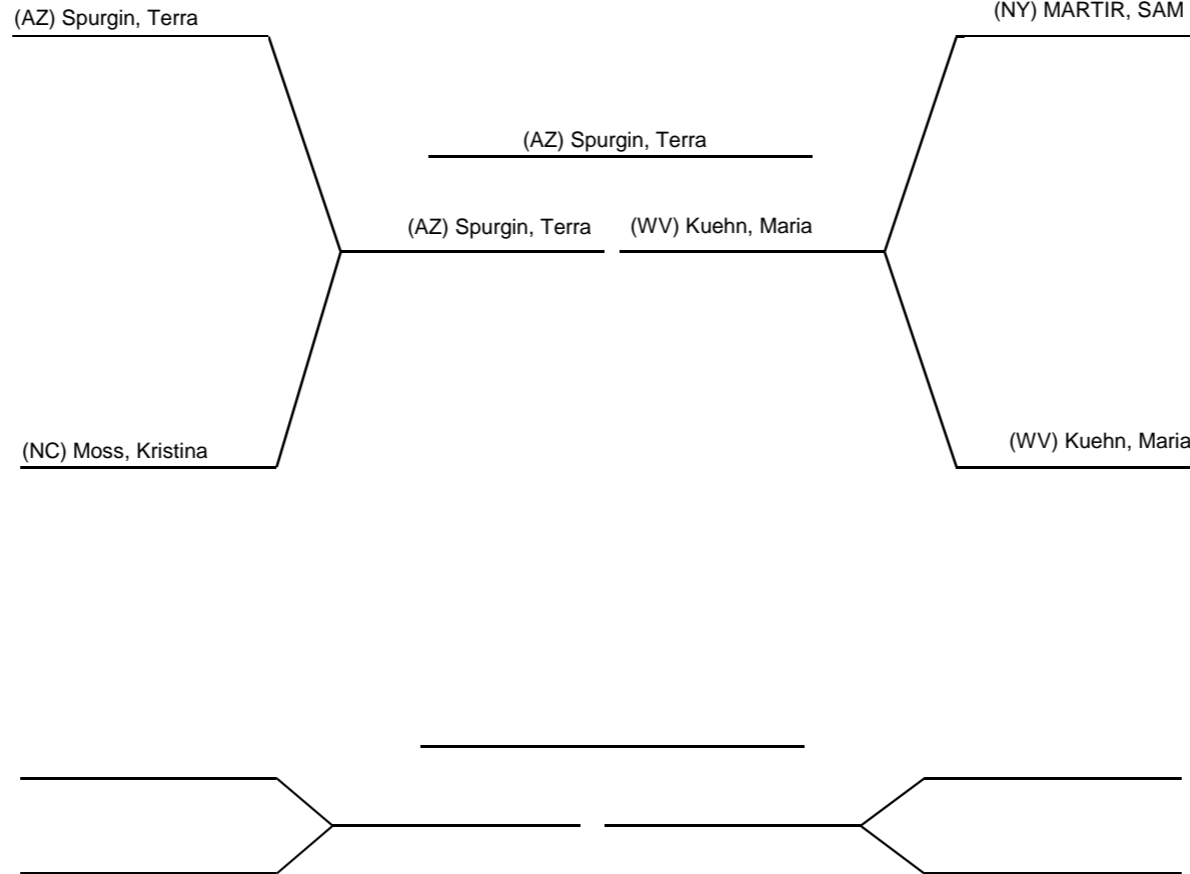 (AZ) Spurgin, Terra
(NY) MARTIR, SAM
(AZ) Spurgin, Terra
(AZ) Spurgin, Terra
(WV) Kuehn, Maria
(NC) Moss, Kristina
(WV) Kuehn, Maria